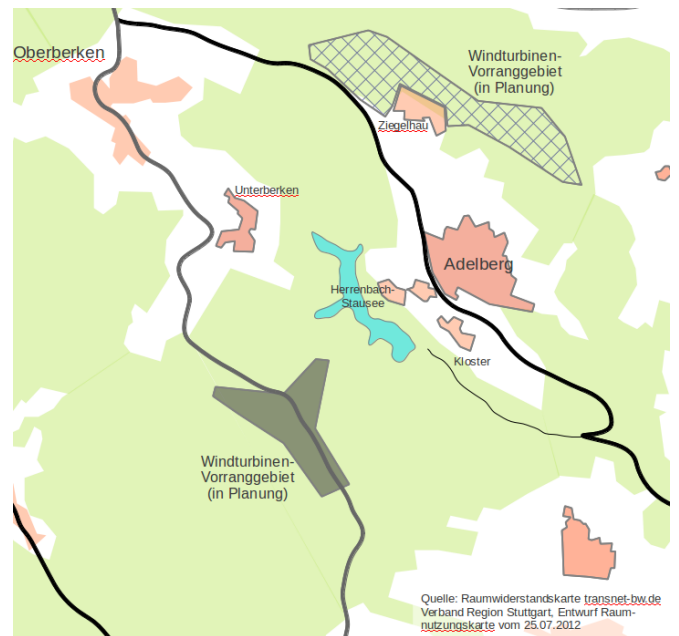 Oberberken
Windturbinen-
Vorranggebiet
(in Planung)
Ziegelhau
Unterberken
Adelberg
Herrenbach-
Stausee
Kloster
Windturbinen-
Vorranggebiet
(in Planung)
Quelle: Raumwiderstandskarte transnet-bw.de
Verband Region Stuttgart, Entwurf Raum-
nutzungskarte vom 25.07.2012